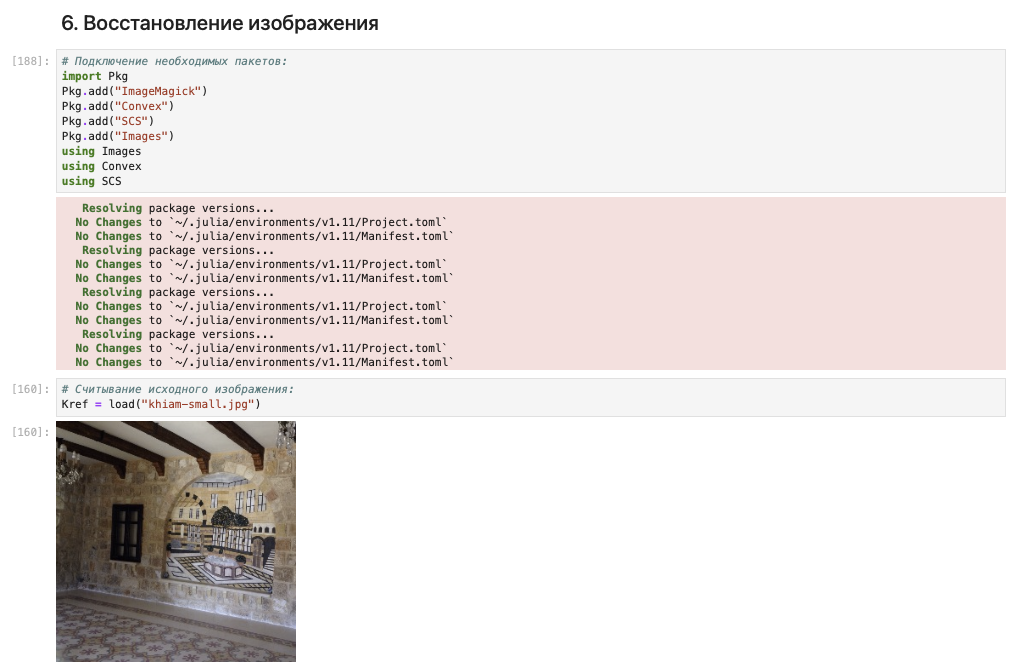 6. Восстановление изображения
[188]:
# Подключение необходимых пакетов:
import Pkg
Pkg.add("ImageMagick")
Pkg.add("Convex")
Pkg.add("SCS")
Pkg.add("Images")
using Images
using Convex
using SCS
Resolving package versions...
No Changes to `~/.julia/environments/v1.11/Project.toml`
No Changes to `~/.julia/environments/v1.11/Manifest.toml`
Resolving package versions...
No Changes to `~/.julia/environments/v1.11/Project.toml`
No Changes to `~/.julia/environments/v1.11/Manifest.toml`
Resolving package versions...
No Changes to `~/.julia/environments/v1.11/Project.toml`
No Changes to `~/.julia/environments/v1.11/Manifest.toml`
Resolving package versions...
No Changes to `~/.julia/environments/v1.11/Project.toml`
No Changes to `~/.julia/environments/v1.11/Manifest.toml`
[160]:
# Считывание исходного изображения:
Kref = load("khiam-small.jpg")
[160]: